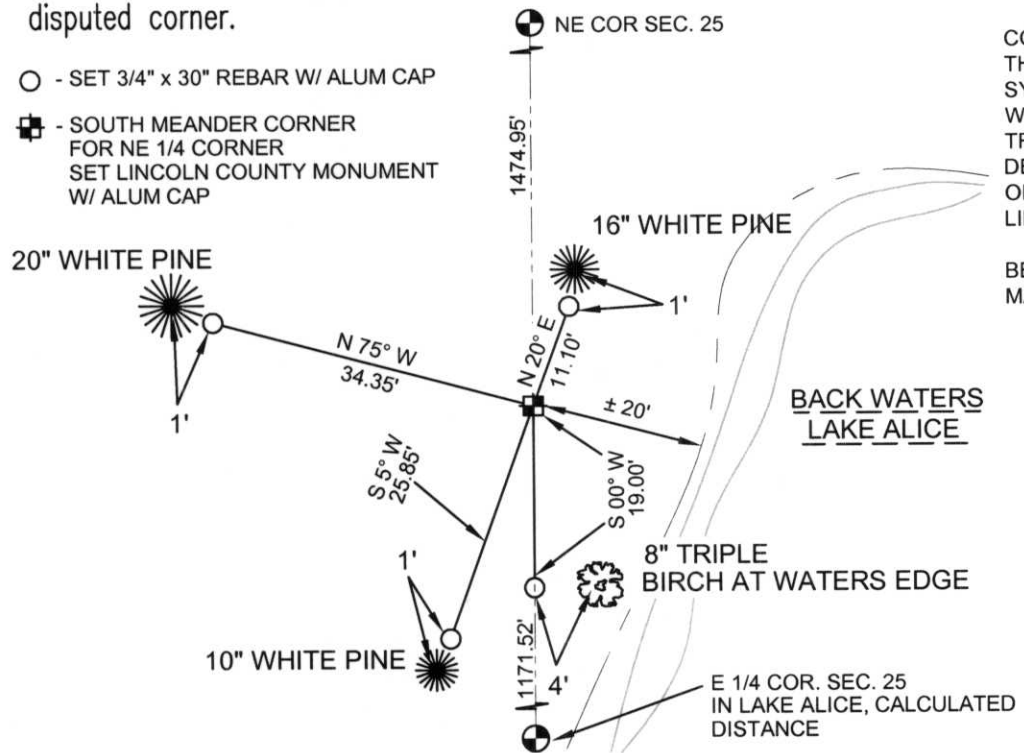 disputed corner.
NE COR SEC. 25
- SET 3/4" x 30" REBAR W/ ALUM CAP
- SOUTH MEANDER CORNER
FOR NE 1/4 CORNER
SET LINCOLN COUNTY MONUMENT
W/ ALUM CAP
1474.95'
16" WHITE PINE
20" WHITE PINE
1'
1'
N 75° W
34.35'
N 20° E
11.10'
± 20'
BACK WATERS
LAKE ALICE
S 5° W
25.85'
S 00° W
19.00'
1'
8" TRIPLE
BIRCH AT WATERS EDGE
10" WHITE PINE
1171.52'
4'
E 1/4 COR. SEC. 25
IN LAKE ALICE, CALCULATED
DISTANCE